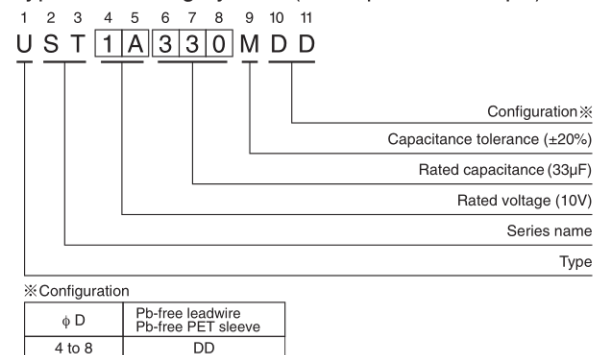 1 2 3 4 5 6 7 8 9 10 11
U S T 1 A 3 3 0 M D D
Configuration※
Capacitance tolerance (±20%)
Rated capacitance (33µF)
Rated voltage (10V)
Series name
Type
※Configuration
ϕ D
Pb-free leadwire
Pb-free PET sleeve
4 to 8 DD